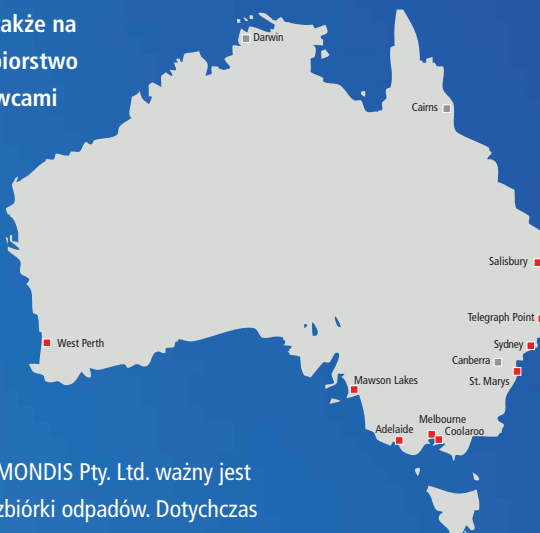 akże na
biorstwo
wcami
Darwin
Cairns
Salisbury
Telegraph Point
West Perth
Sydney
Canberra
St. Marys
Mawson Lakes
Melbourne
Adelaide
Coolaroo
MONDIS Pty. Ltd. ważny jest
zbiórki odpadów. Dotychczas